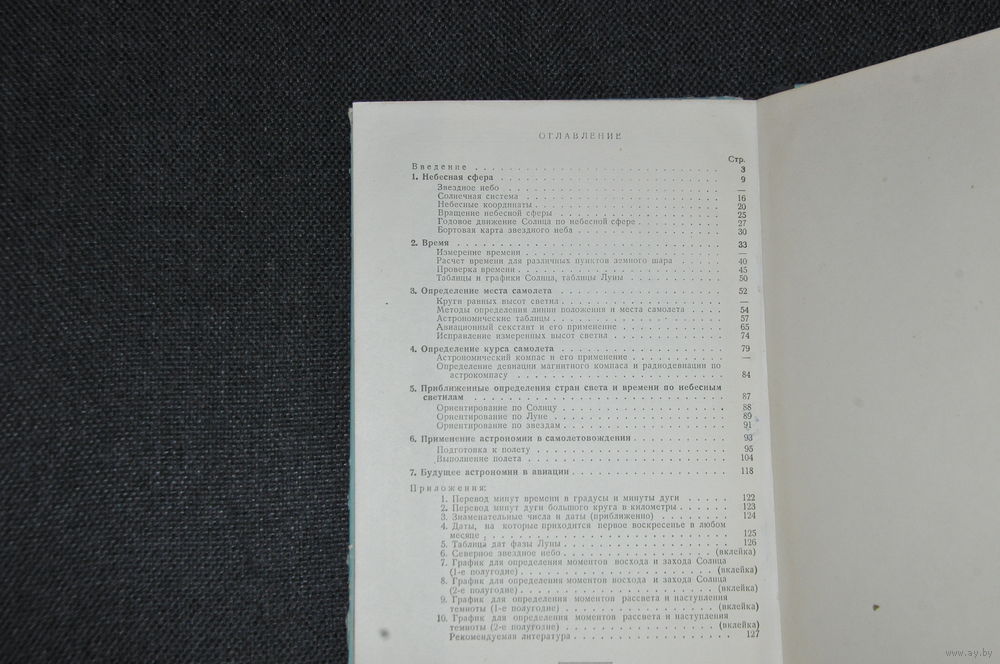 ОГЛАВЛЕНИЕ
Стр.
Введение . . . . . . . . . . . . . . . . . . . . 3
1. Небесная сфера . . . . . . . . . . . . . . . . . . . . 9
Звездное небо . . . . . . . . . . . . . . . . . . . . —
Солнечная система . . . . . . . . . . . . . . . . . . . . 16
Небесные координаты . . . . . . . . . . . . . . . . . . . . 20
Вращение небесной сферы . . . . . . . . . . . . . . . . . . . . 25
Годовое движение Солнца по небесной сфере . . . . . . . . . . 27
Бортовая карта звездного неба . . . . . . . . . . . . . . . 30
2. Время . . . . . . . . . . . . . . . . . . . . 33
Измерение времени . . . . . . . . . . . . . . . . . . . . —
Расчет времени для различных пунктов земного шара . . . . . 40
Проверка времени . . . . . . . . . . . . . . . . . . . . 45
Таблицы и графики Солнца, таблицы Луны . . . . . . . . . . 50
3. Определение места самолета . . . . . . . . . . . . . . . 52
Круги равных высот светил . . . . . . . . . . . . . . . —
Методы определения линии положения и места самолета . . . . 54
Астрономические таблицы . . . . . . . . . . . . . . . 57
Авиационный секстант и его применение . . . . . . . . . . 65
Исправление измеренных высот светил . . . . . . . . . . 74
4. Определение курса самолета . . . . . . . . . . . . . . . 79
Астрономический компас и его применение . . . . . . . . . . —
Определение девиации магнитного компаса и радиодевиации по
астрокомпасу . . . . . . . . . . . . . . . . . . . . 84
5. Приближенные определения стран света и времени по небесным
светилам . . . . . . . . . . . . . . . . . . . . 87
Ориентирование по Солнцу . . . . . . . . . . . . . . . 88
Ориентирование по Луне . . . . . . . . . . . . . . . 89
Ориентирование по звездам . . . . . . . . . . . . . . . 91
6. Применение астрономии в самолетовождении . . . . . . . . . . 93
Подготовка к полету . . . . . . . . . . . . . . . 95
Выполнение полета . . . . . . . . . . . . . . . 104
7. Будущее астрономии в авиации . . . . . . . . . . . . . . . 118
Приложения:
1. Перевод минут времени в градусы и минуты дуги . . . . . 122
2. Перевод минут дуги большого круга в километры . . . . . 123
3. Знаменательные числа и даты (приближенно) . . . . . . . 124
4. Даты, на которые приходятся первое воскресенье в любом
месяце . . . . . . . . . . . . . . . . . . . . 125
5. Таблица дат фазы Луны . . . . . . . . . . . . . . . 126
6. Северное звездное небо . . . . . . . . . . . . . . . (вклейка)
7. График для определения моментов восхода и захода Солнца
(1-е полугодие) . . . . . . . . . . . . . . . (вклейка)
8. График для определения моментов восхода и захода Солнца
(2-е полугодие) . . . . . . . . . . . . . . . (вклейка)
9. График для определения моментов рассвета и наступления
темноты (1-е полугодие) . . . . . . . . . . (вклейка)
10. График для определения моментов рассвета и наступления
темноты (2-е полугодие) . . . . . . . . . . (вклейка)
Рекомендуемая литература . . . . . . . . . . . . . . . 127
www.ay.by